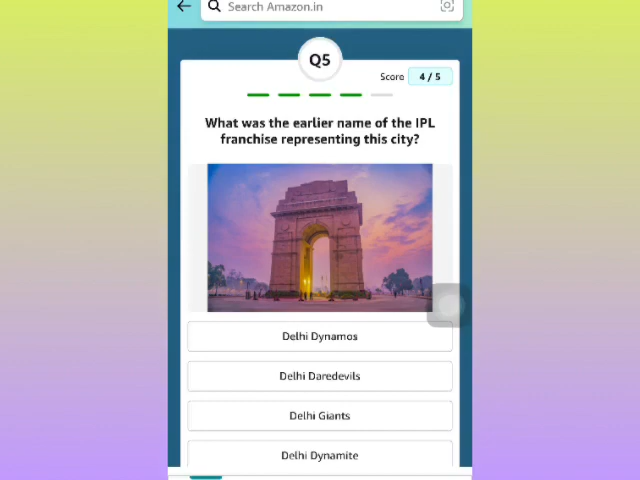 Search Amazon.in
Q5
Score 4 / 5
What was the earlier name of the IPL
franchise representing this city?
Delhi Dynamos
Delhi Daredevils
Delhi Giants
Delhi Dynamite